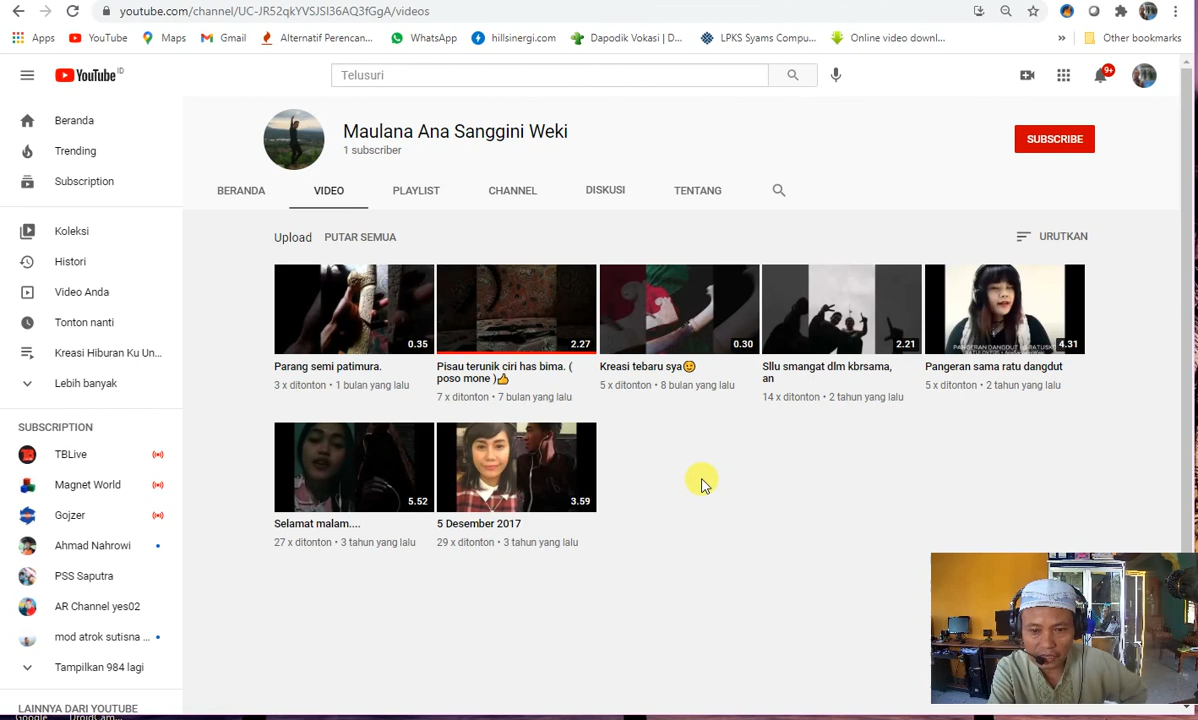 youtube.com/channel/UC-JR52qkYVSJSI36AQ3fGgA/videos
Apps YouTube Maps Gmail Alternatif Perencan... WhatsApp hillsinergi.com Dapodik Vokasi | D... LPKS Syams Compu... Online video downl... » Other bookmarks
YouTube ID
Telusuri
9+
Beranda
Trending
Subscription
Koleksi
Histori
Video Anda
Tonton nanti
Kreasi Hiburan Ku Un...
Lebih banyak
SUBSCRIPTION
TBLive
Magnet World
Gojzer
Ahmad Nahrowi
PSS Saputra
AR Channel yes02
mod atrok sutisna ...
Tampilkan 984 lagi
LAINNYA DARI YOUTUBE
Maulana Ana Sanggini Weki
1 subscriber
SUBSCRIBE
BERANDA VIDEO PLAYLIST CHANNEL DISKUSI TENTANG
Upload PUTAR SEMUA URUTKAN
0.35
Parang semi patimura.
3 x ditonton • 1 bulan yang lalu
2.27
Pisau terunik ciri has bima. (
poso mone )👍
7 x ditonton • 7 bulan yang lalu
0.30
Kreasi tebaru sya
5 x ditonton • 8 bulan yang lalu
2.21
Sllu smangat dlm kbrsama,
an
14 x ditonton • 2 tahun yang lalu
4.31
Pangeran sama ratu dangdut
5 x ditonton • 2 tahun yang lalu
5.52
Selamat malam....
27 x ditonton • 3 tahun yang lalu
3.59
5 Desember 2017
29 x ditonton • 3 tahun yang lalu
Google DroidCam...